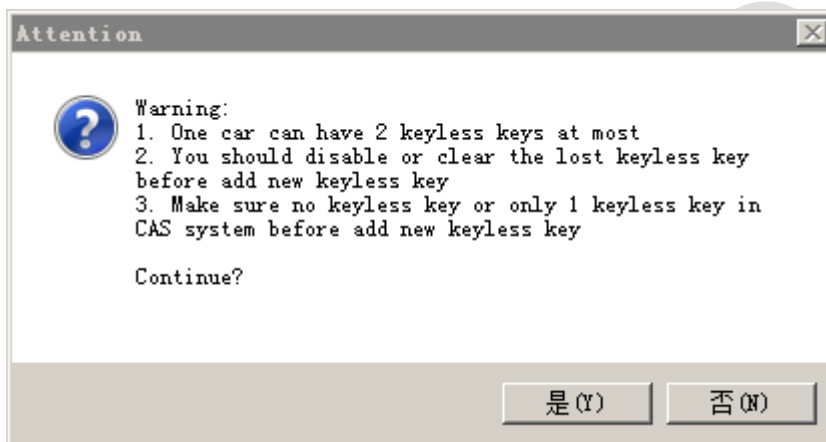 Attention
Warning:
1. One car can have 2 keyless keys at most
2. You should disable or clear the lost keyless key
before add new keyless key
3. Make sure no keyless key or only 1 keyless key in
CAS system before add new keyless key
Continue?
是(Y)
否(N)